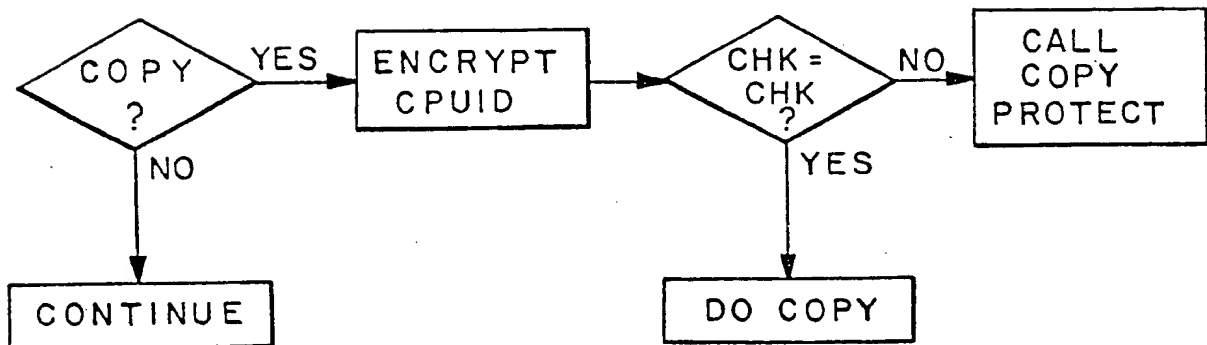 COPY
?
YES
NO
CONTINUE
ENCRYPT
CPUID
CHK =
CHK
?
NO
YES
CALL
COPY
PROTECT
DO COPY